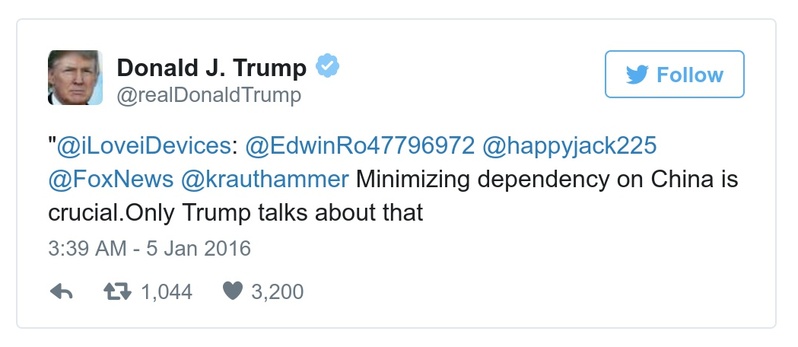 Donald J. Trump
@realDonaldTrump
Follow
"@iLoveiDevices: @EdwinRo47796972 @happyjack225
@FoxNews @krauthammer Minimizing dependency on China is
crucial.Only Trump talks about that
3:39 AM - 5 Jan 2016
1,044 3,200